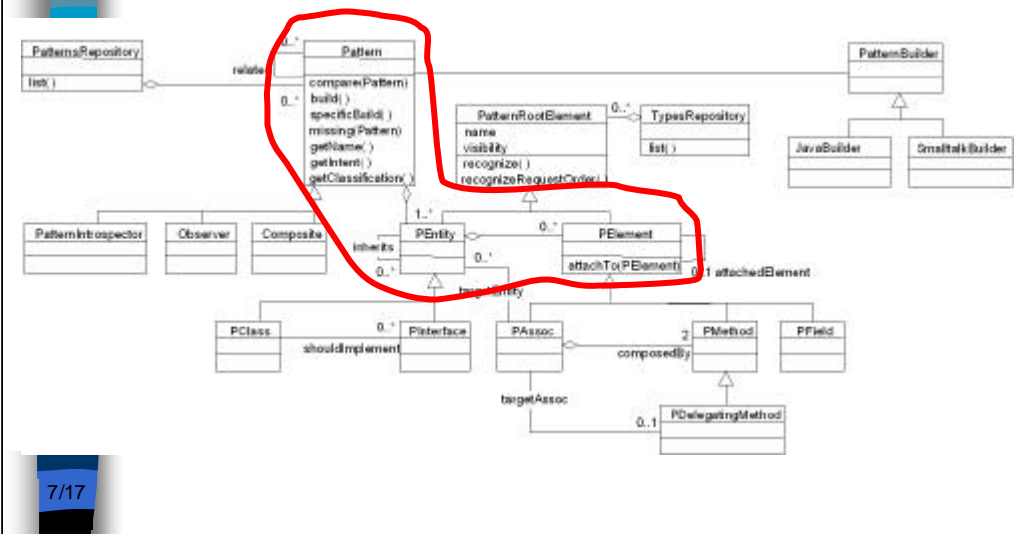 PatternsRepository
list( )
0..*
related
0..*
Pattern
compare(Pattern)
build( )
specificBuild( )
missing(Pattern)
getName( )
getIntent( )
getClassification( )
PatternRootElement
name
visibility
recognize( )
recognizeRequestOrder( )
0..*
TypesRepository
list( )
PatternBuilder
JavaBuilder
SmalltalkBuilder
PatternIntrospector
Observer
Composite
1..*
PEntity
inherits
0..*
0..*
0..*
PElement
attachTo(PElement)
0..1 attachedElement
targetEntity
PClass
0..*
shouldImplement
PInterface
PAssoc
2
composedBy
PMethod
PField
targetAssoc
0..1
PDelegatingMethod
7/17